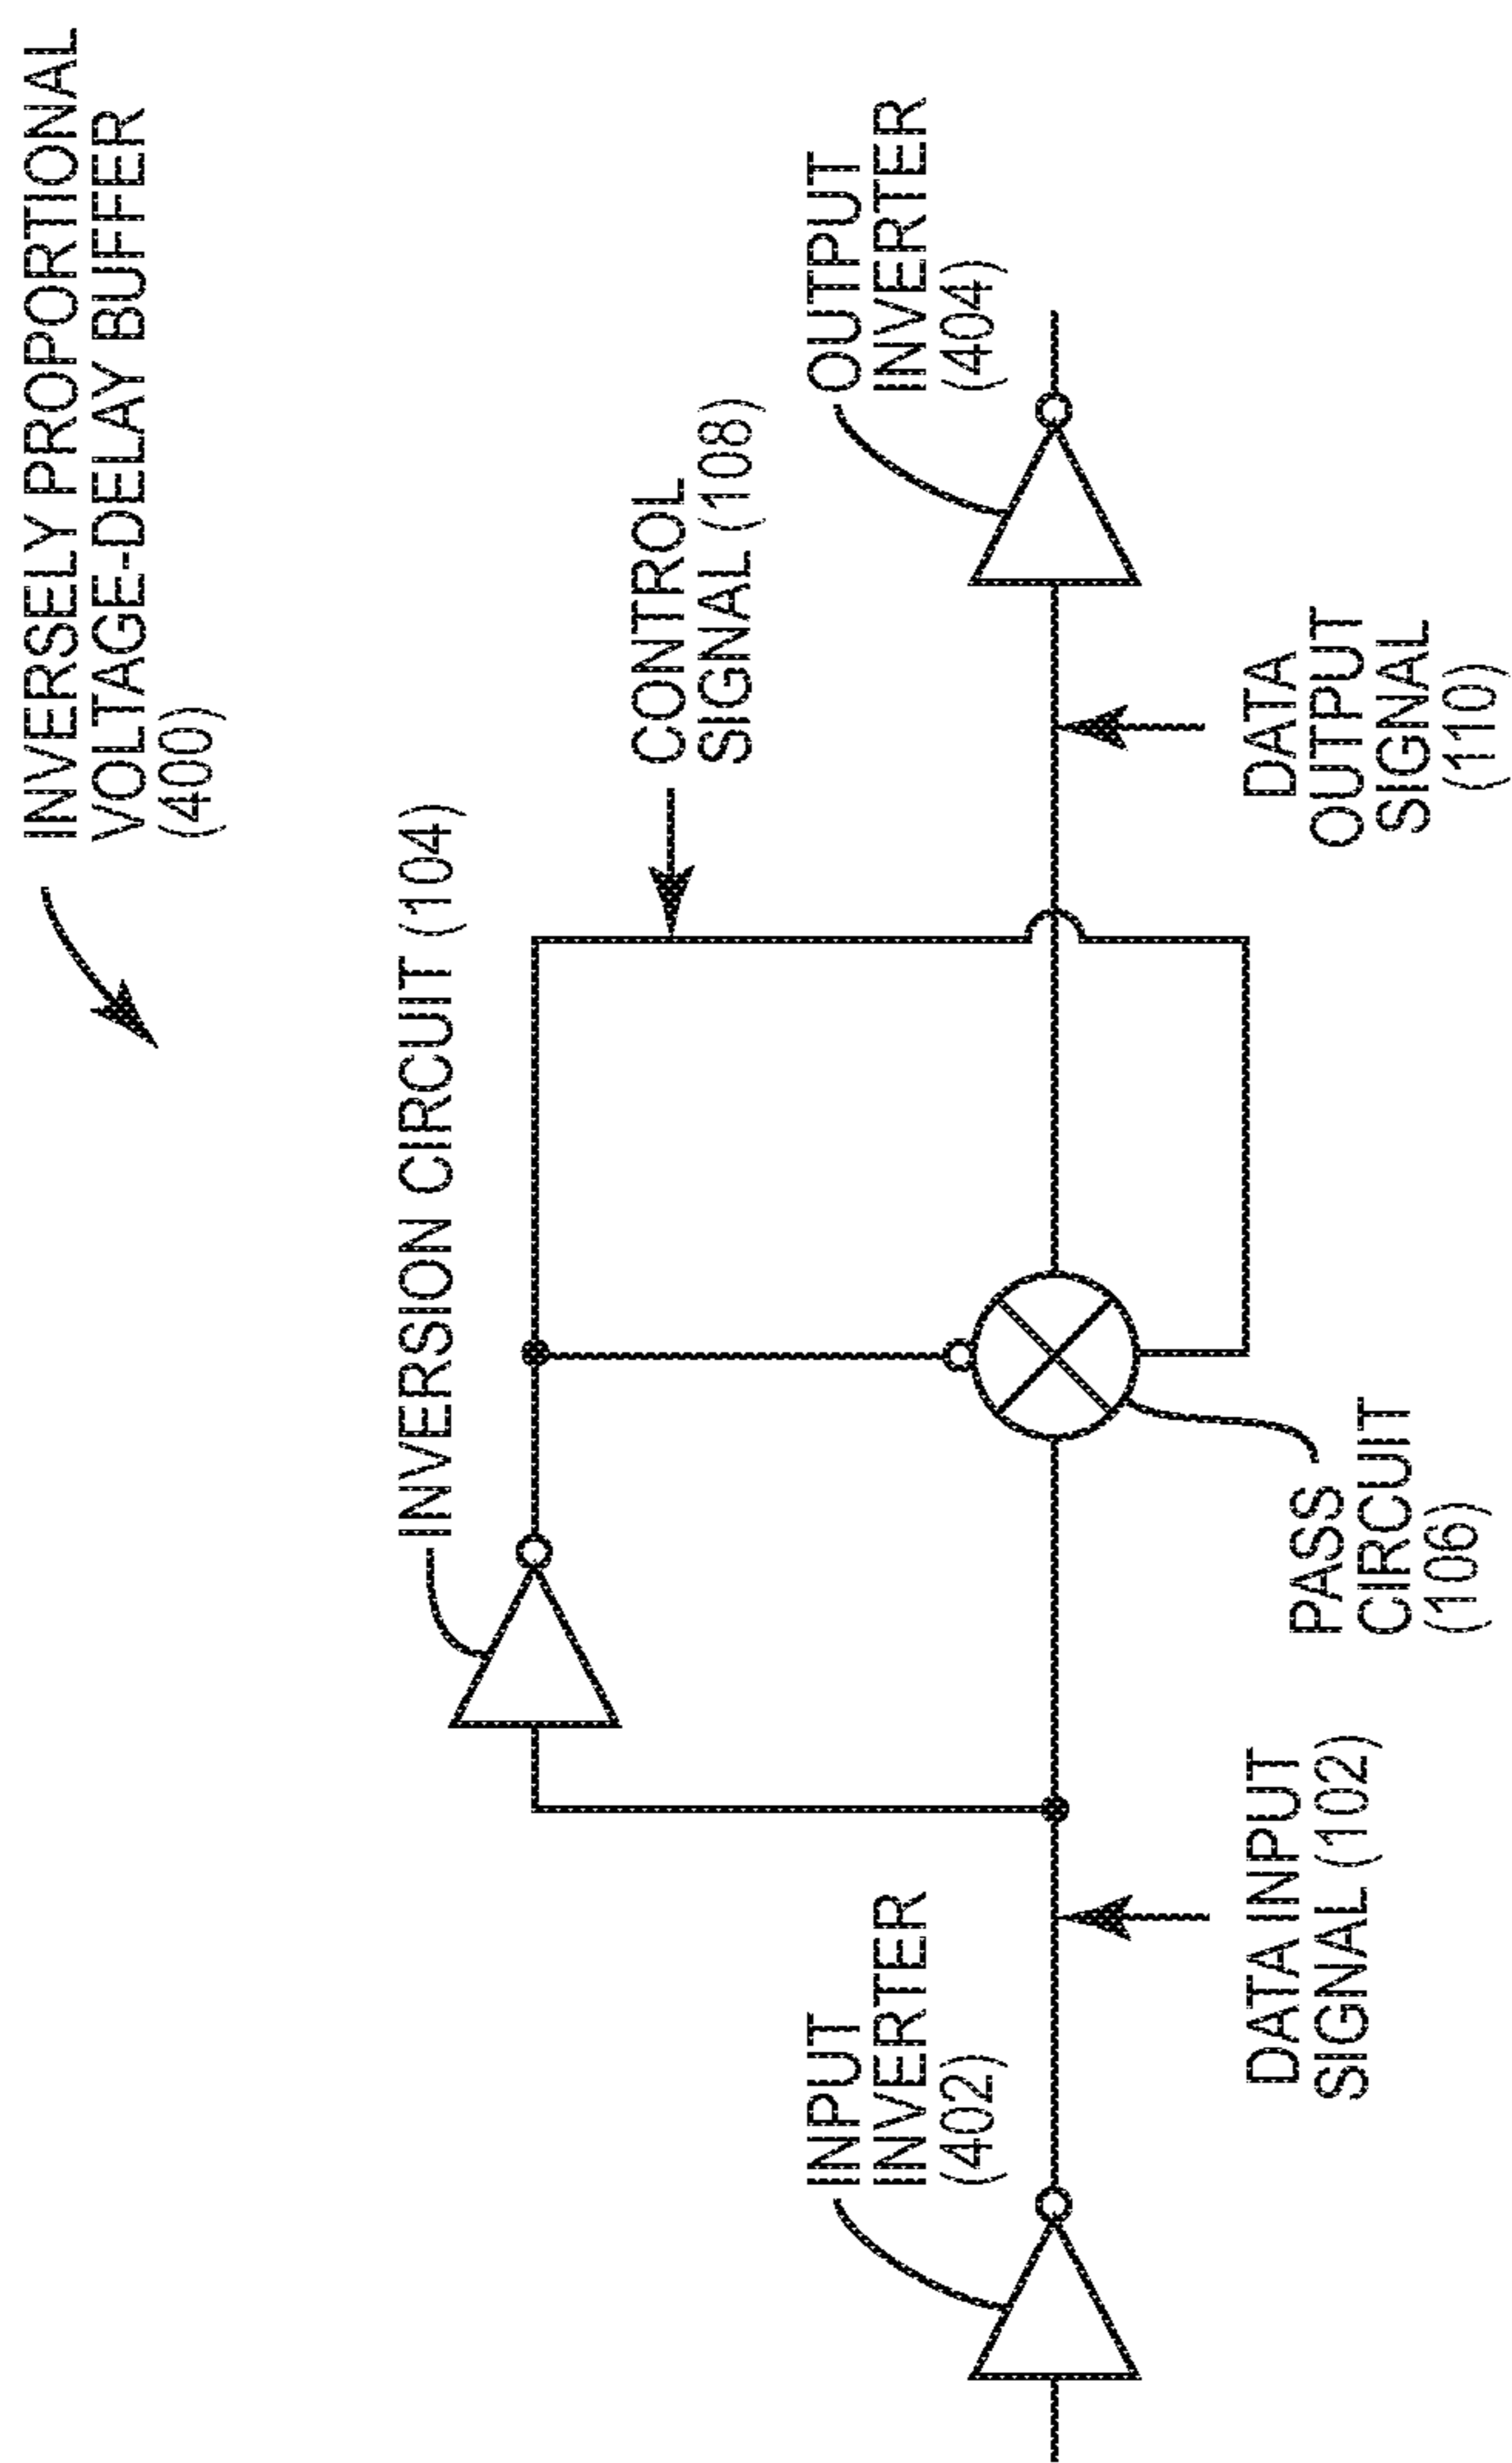 INVERSELY PROPORTIONAL
VOLTAGE-DELAY BUFFER
(400)
INVERSION CIRCUIT (104)
CONTROL
SIGNAL (108)
INPUT
INVERTER
(402)
OUTPUT
INVERTER
(404)
DATA INPUT
SIGNAL (102)
PASS
CIRCUIT
(106)
DATA
OUTPUT
SIGNAL
(110)